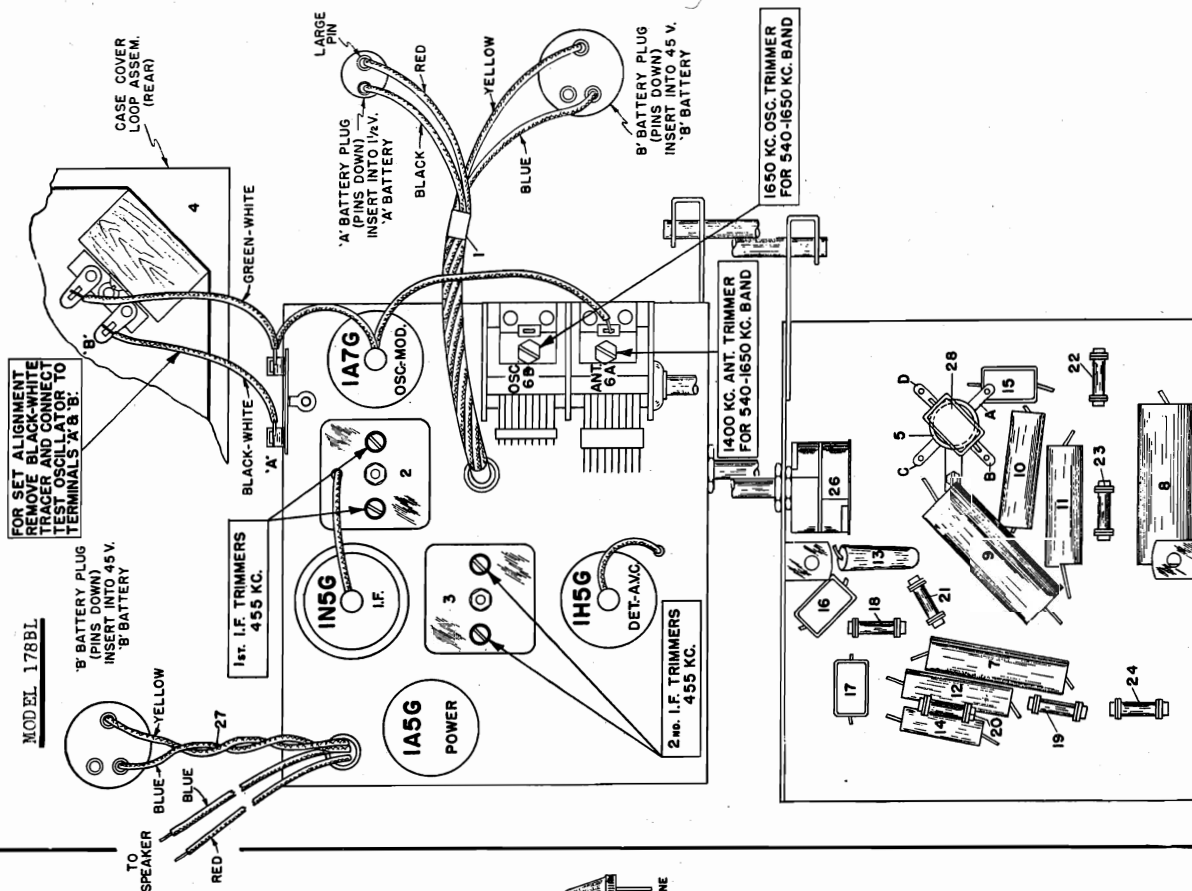 MODEL 178BL
'B' BATTERY PLUG
(PINS DOWN)
INSERT INTO 45 V.
'B' BATTERY
YELLOW
27
BLUE
BLUE
TO
SPEAKER
RED
FOR SET ALIGNMENT
REMOVE BLACK-WHITE
TRACER AND CONNECT
TEST OSCILLATOR TO
TERMINALS 'A' & 'B'.
CASE COVER
LOOP ASSEM.
(REAR)
4
'B'
GREEN-WHITE
BLACK-WHITE
'A'
LARGE
PIN
RED
'A' BATTERY PLUG
(PINS DOWN)
INSERT INTO 1½ V.
'A' BATTERY
BLACK
YELLOW
BLUE
B' BATTERY PLUG
(PINS DOWN)
INSERT INTO 45 V.
'B' BATTERY
1
1650 KC. OSC. TRIMMER
FOR 540-1650 KC. BAND
1400 KC. ANT. TRIMMER
FOR 540-1650 KC. BAND
1ST. I.F. TRIMMERS
455 KC.
2ND. I.F. TRIMMERS
455 KC.
1A7G
OSC.-MOD.
2
OSC.
6B
ANT.
6A
1N5G
I.F.
3
1H5G
DET.-A.V.C.
1A5G
POWER
26
D
28
5
C
A
B
15
22
10
23
11
8
9
13
16
18
21
17
7
12
14
20
19
24
NE